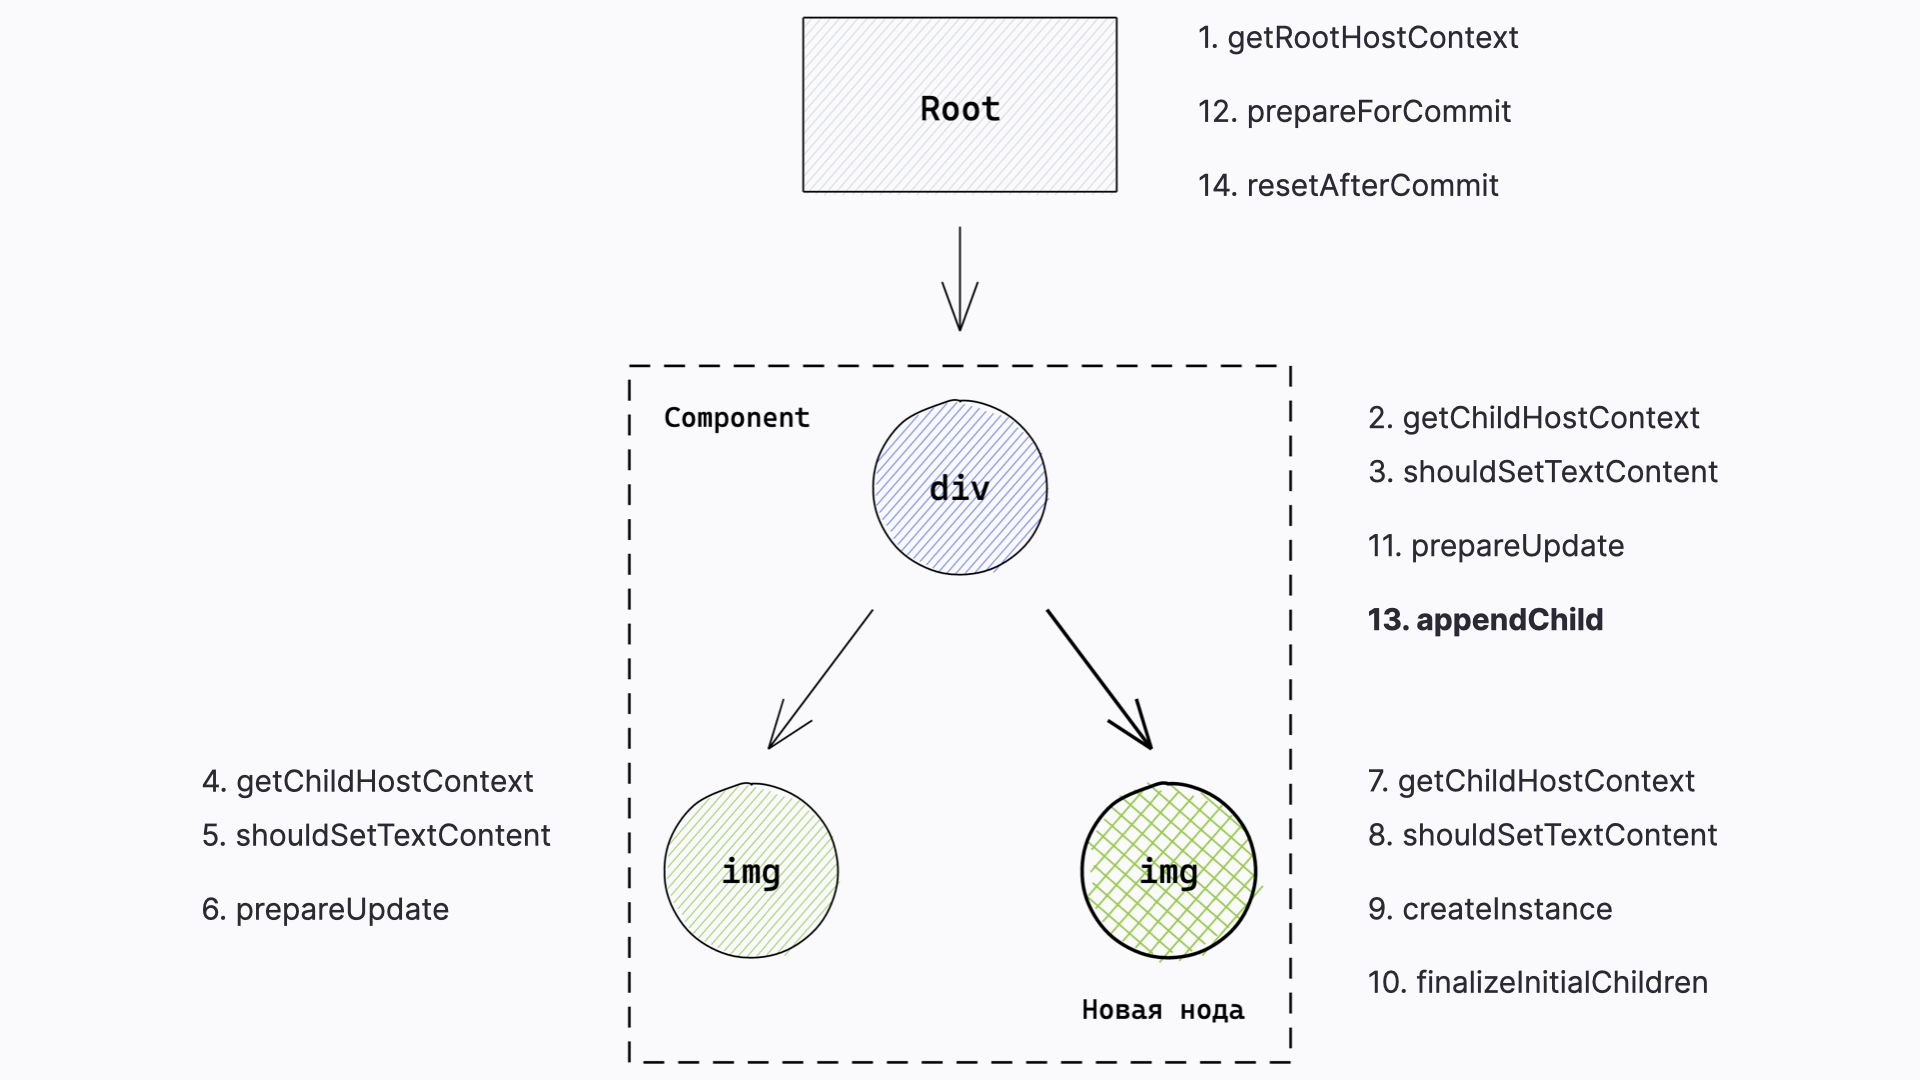 Root
1. getRootHostContext
12. prepareForCommit
14. resetAfterCommit
Component
div
2. getChildHostContext
3. shouldSetTextContent
11. prepareUpdate
13. appendChild
4. getChildHostContext
5. shouldSetTextContent
6. prepareUpdate
img
img
7. getChildHostContext
8. shouldSetTextContent
9. createInstance
10. finalizeInitialChildren
Новая нода